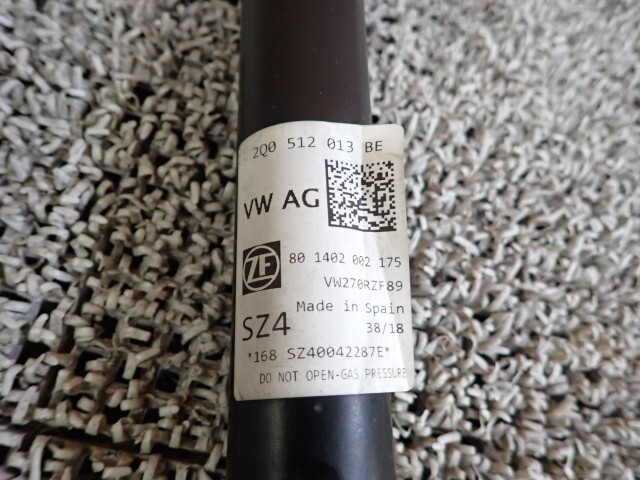 2Q0 512 013 BE
VW AG
ZF
80 1402 002 175
VW270RZF89
Made in Spain
SZ4
38/18
*168 SZ40042287E*
DO NOT OPEN-GAS PRESSURE